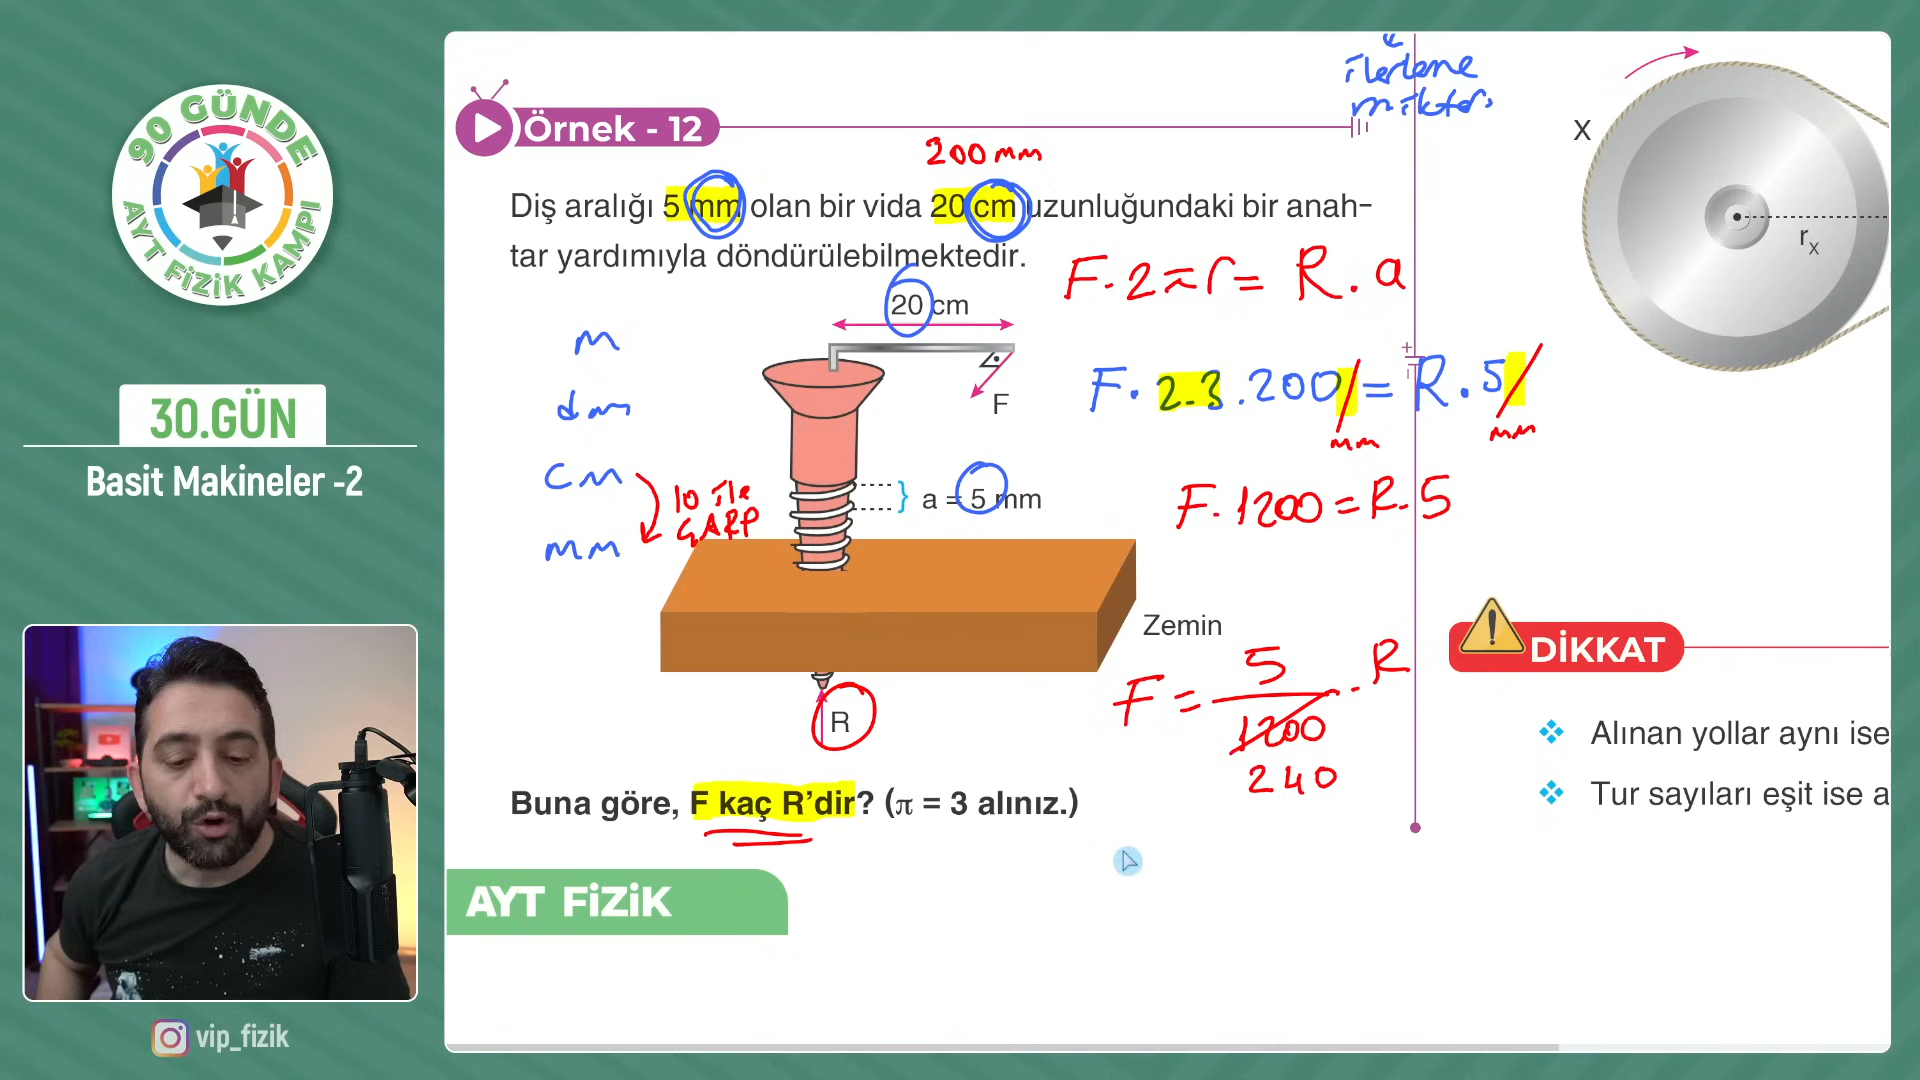 90 GÜNDE
AYT FİZİK KAMPI
30.GÜN
Basit Makineler -2
vip_fizik
ilerleme
miktarı
Örnek - 12
200 mm
Diş aralığı 5 mm olan bir vida 20 cm uzunluğundaki bir anah-
tar yardımıyla döndürülebilmektedir.
F. 2πr = R. a
20 cm
F
m
dm
cm
mm
10 ile
ÇARP
a = 5 mm
F. 2.3.200 = R. 5
mm mm
F. 1200 = R. 5
Zemin
R
F = 5/1200 . R
240
Buna göre, F kaç R'dir? (π = 3 alınız.)
AYT FİZİK
X
rX
DİKKAT
Alınan yollar aynı ise
Tur sayıları eşit ise a